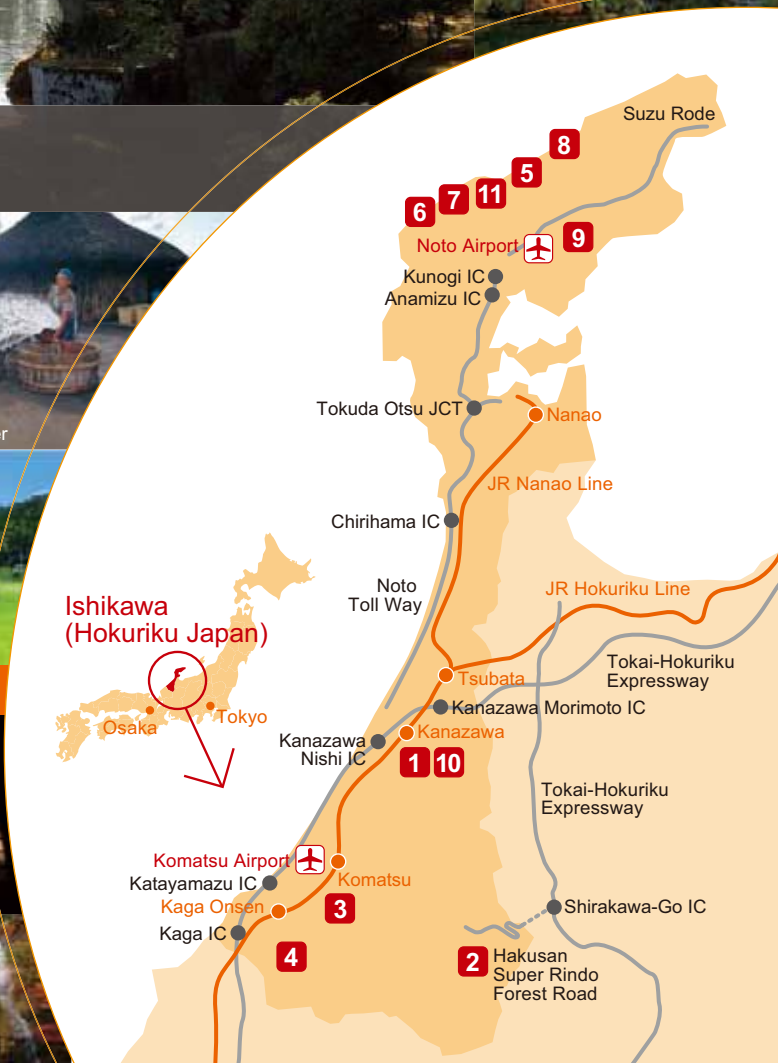 Suzu Rode
8
5
11
7
6
9
Noto Airport
Kunogi IC
Anamizu IC
Tokuda Otsu JCT
Nanao
JR Nanao Line
Chirihama IC
Noto
Toll Way
JR Hokuriku Line
Ishikawa
(Hokuriku Japan)
Osaka
Tokyo
Tsubata
Tokai-Hokuriku
Expressway
Kanazawa Morimoto IC
Kanazawa
Kanazawa
Nishi IC
1
10
Tokai-Hokuriku
Expressway
Komatsu Airport
Komatsu
Katayamazu IC
Kaga Onsen
3
Shirakawa-Go IC
Kaga IC
4
2
Hakusan
Super Rindo
Forest Road